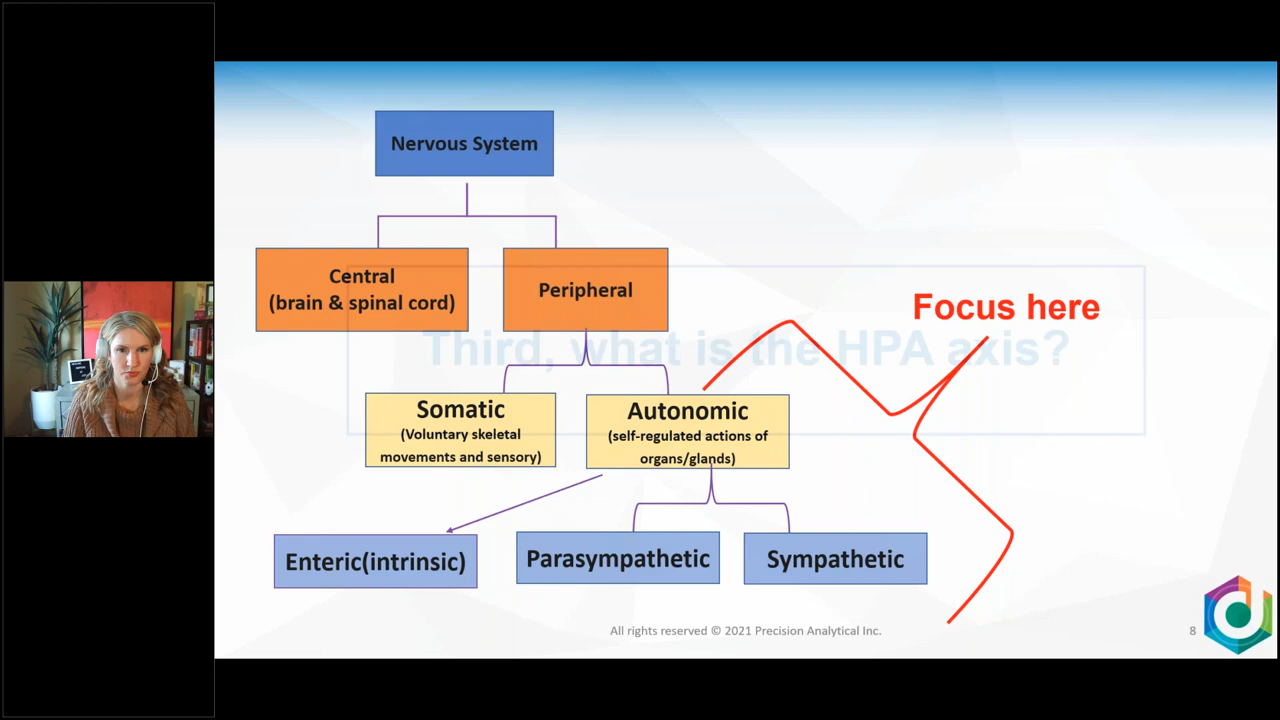 Nervous System
Central
(brain & spinal cord)
Peripheral
Focus here
Third, what is the HPA axis?
Somatic
(Voluntary skeletal
movements and sensory)
Autonomic
(self-regulated actions of
organs/glands)
Enteric(intrinsic)
Parasympathetic
Sympathetic
All rights reserved © 2021 Precision Analytical Inc.
8